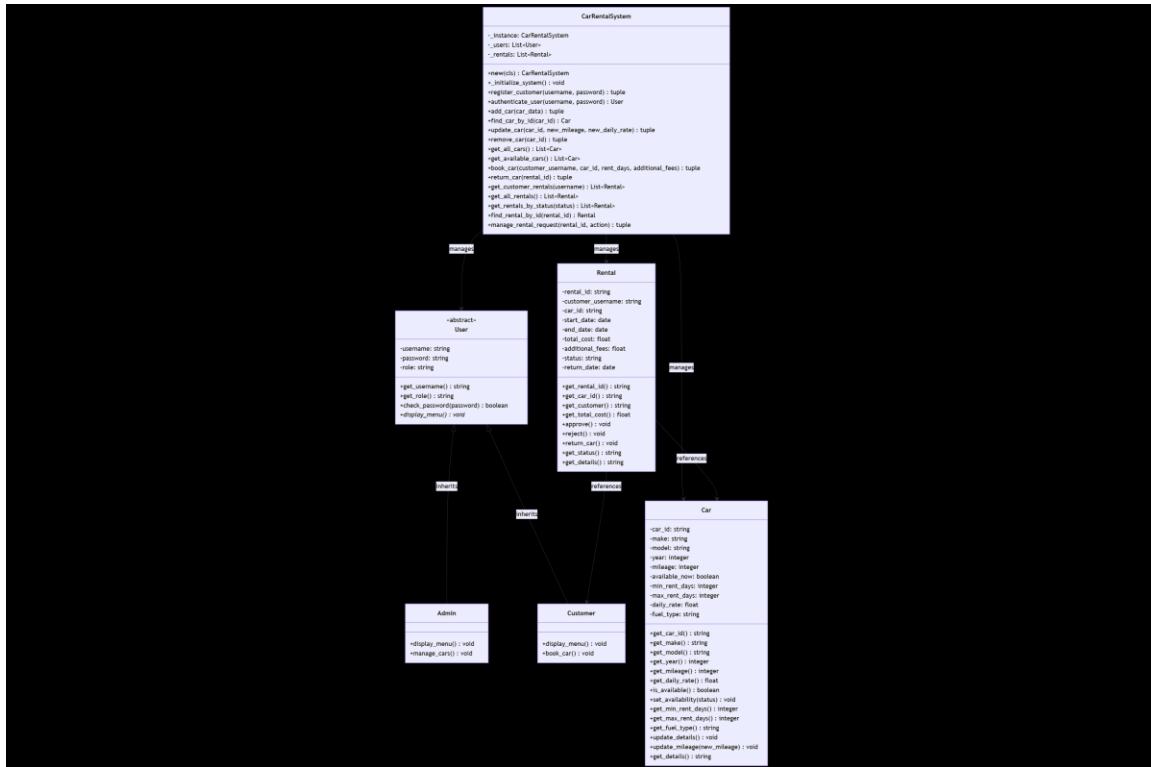 CarRentalSystem
-_instance: CarRentalSystem
-_users: List<User>
-_rentals: List<Rental>
+new(cls) : CarRentalSystem
+_initialize_system() : void
+register_customer(username, password) : tuple
+authenticate_user(username, password) : User
+add_car(car_data) : tuple
+find_car_by_id(car_id) : Car
+update_car(car_id, new_mileage, new_daily_rate) : tuple
+remove_car(car_id) : tuple
+get_all_cars() : List<Car>
+get_available_cars() : List<Car>
+book_car(customer_username, car_id, rent_days, additional_fees) : tuple
+return_car(rental_id) : tuple
+get_customer_rentals(username) : List<Rental>
+get_all_rentals() : List<Rental>
+get_rentals_by_status(status) : List<Rental>
+find_rental_by_id(rental_id) : Rental
+manage_rental_request(rental_id, action) : tuple
manages
manages
manages
Rental
-rental_id: string
-customer_username: string
-car_id: string
-start_date: date
-end_date: date
-total_cost: float
-additional_fees: float
-status: string
-return_date: date
+get_rental_id() : string
+get_car_id() : string
+get_customer() : string
+get_total_cost() : float
+approve() : void
+reject() : void
+return_car() : void
+get_status() : string
+get_details() : string
«abstract»
User
-username: string
-password: string
-role: string
+get_username() : string
+get_role() : string
+check_password(password) : boolean
+display_menu() : void
inherits
inherits
references
references
Admin
+display_menu() : void
+manage_cars() : void
Customer
+display_menu() : void
+book_car() : void
Car
-car_id: string
-make: string
-model: string
-year: integer
-mileage: integer
-available_now: boolean
-min_rent_days: integer
-max_rent_days: integer
-daily_rate: float
-fuel_type: string
+get_car_id() : string
+get_make() : string
+get_model() : string
+get_year() : integer
+get_mileage() : integer
+get_daily_rate() : float
+is_available() : boolean
+set_availability(status) : void
+get_min_rent_days() : integer
+get_max_rent_days() : integer
+get_fuel_type() : string
+update_details() : void
+update_mileage(new_mileage) : void
+get_details() : string